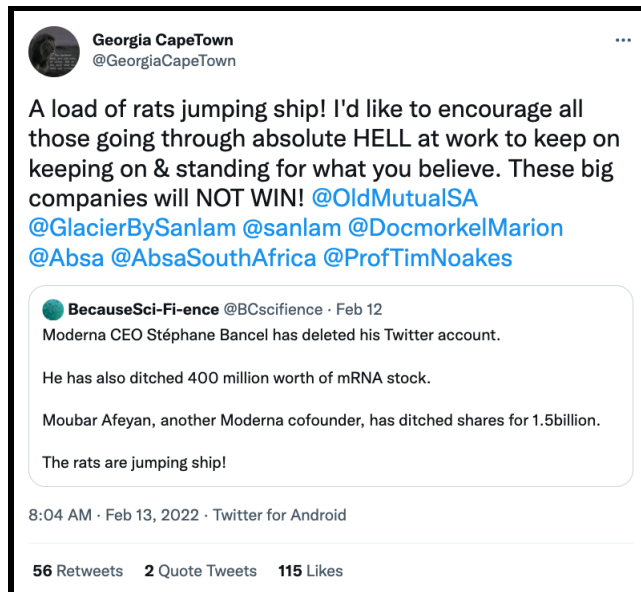 Georgia CapeTown
@GeorgiaCapeTown
A load of rats jumping ship! I'd like to encourage all
those going through absolute HELL at work to keep on
keeping on & standing for what you believe. These big
companies will NOT WIN! @OldMutualSA
@GlacierBySanlam @sanlam @DocmorkelMarion
@Absa @AbsaSouthAfrica @ProfTimNoakes
BecauseSci-Fi-ence @BCscifience · Feb 12
Moderna CEO Stéphane Bancel has deleted his Twitter account.
He has also ditched 400 million worth of mRNA stock.
Moubar Afeyan, another Moderna cofounder, has ditched shares for 1.5billion.
The rats are jumping ship!
8:04 AM · Feb 13, 2022 · Twitter for Android
56 Retweets 2 Quote Tweets 115 Likes